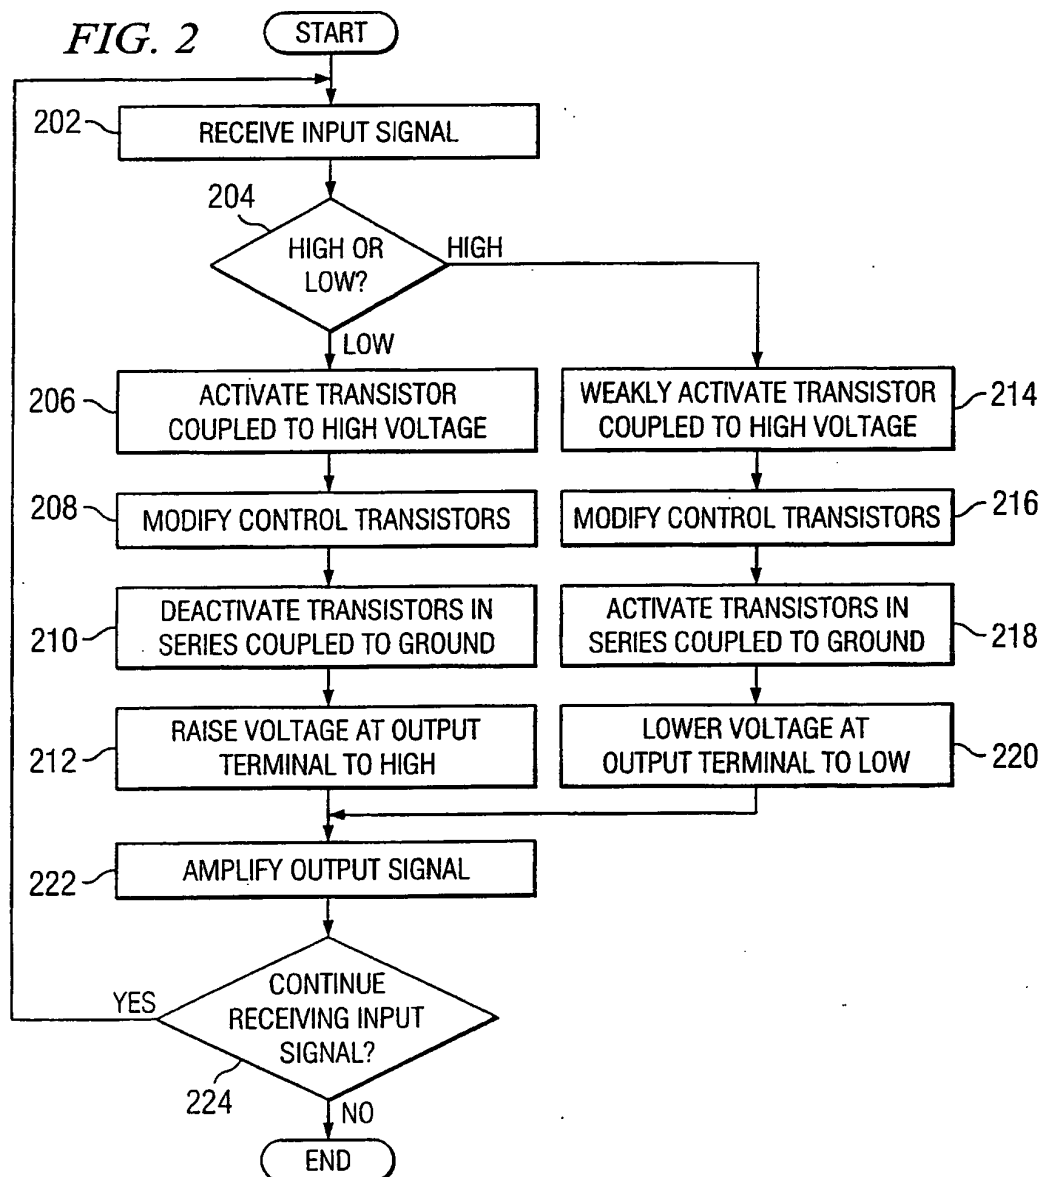 FIG. 2
START
202
RECEIVE INPUT SIGNAL
204
HIGH OR
LOW?
HIGH
LOW
206
ACTIVATE TRANSISTOR
COUPLED TO HIGH VOLTAGE
WEAKLY ACTIVATE TRANSISTOR
COUPLED TO HIGH VOLTAGE
214
208
MODIFY CONTROL TRANSISTORS
MODIFY CONTROL TRANSISTORS
216
210
DEACTIVATE TRANSISTORS IN
SERIES COUPLED TO GROUND
ACTIVATE TRANSISTORS IN
SERIES COUPLED TO GROUND
218
212
RAISE VOLTAGE AT OUTPUT
TERMINAL TO HIGH
LOWER VOLTAGE AT
OUTPUT TERMINAL TO LOW
220
222
AMPLIFY OUTPUT SIGNAL
YES
CONTINUE
RECEIVING INPUT
SIGNAL?
224
NO
END